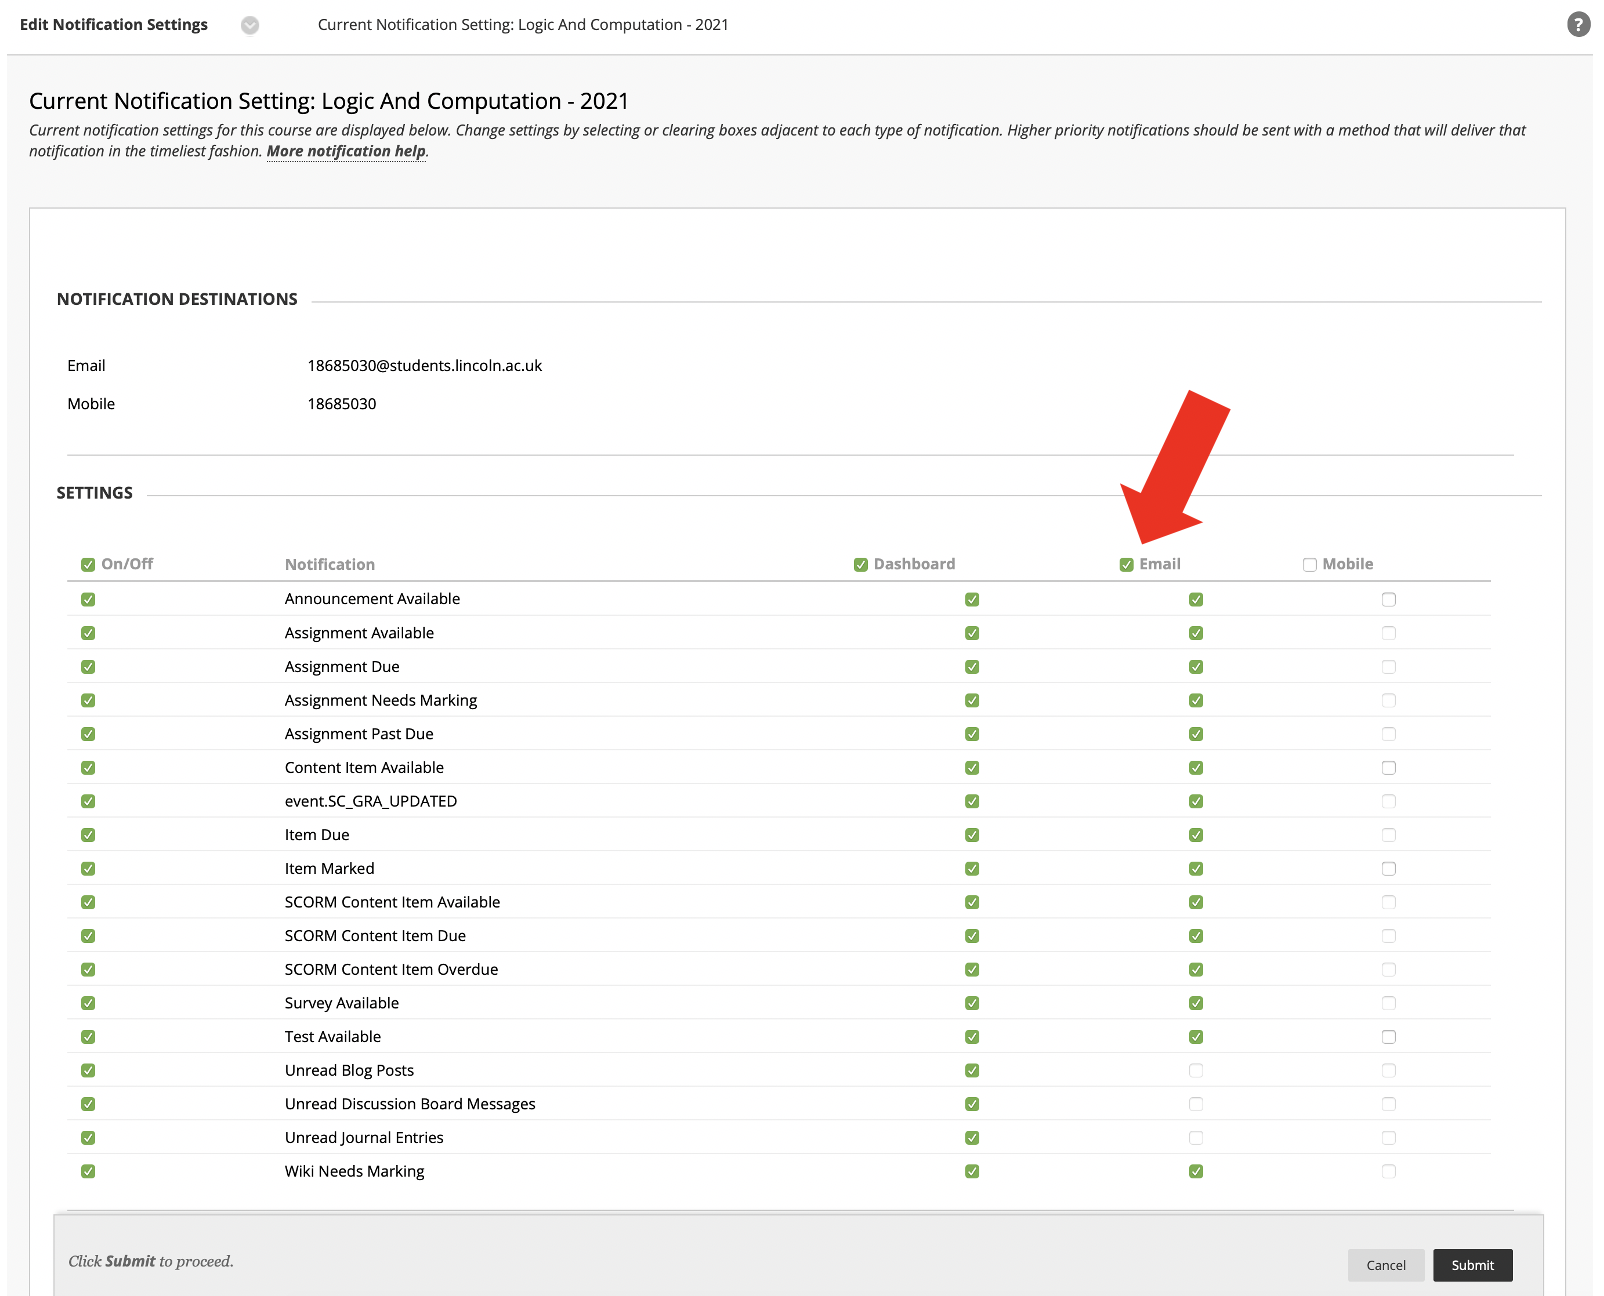 Edit Notification Settings
Current Notification Setting: Logic And Computation - 2021
?
Current Notification Setting: Logic And Computation - 2021
Current notification settings for this course are displayed below. Change settings by selecting or clearing boxes adjacent to each type of notification. Higher priority notifications should be sent with a method that will deliver that
notification in the timeliest fashion. More notification help.
NOTIFICATION DESTINATIONS
Email 18685030@students.lincoln.ac.uk
Mobile 18685030
SETTINGS
On/Off Notification Dashboard Email Mobile
Announcement Available
Assignment Available
Assignment Due
Assignment Needs Marking
Assignment Past Due
Content Item Available
event.SC_GRA_UPDATED
Item Due
Item Marked
SCORM Content Item Available
SCORM Content Item Due
SCORM Content Item Overdue
Survey Available
Test Available
Unread Blog Posts
Unread Discussion Board Messages
Unread Journal Entries
Wiki Needs Marking
Click Submit to proceed.
Cancel Submit